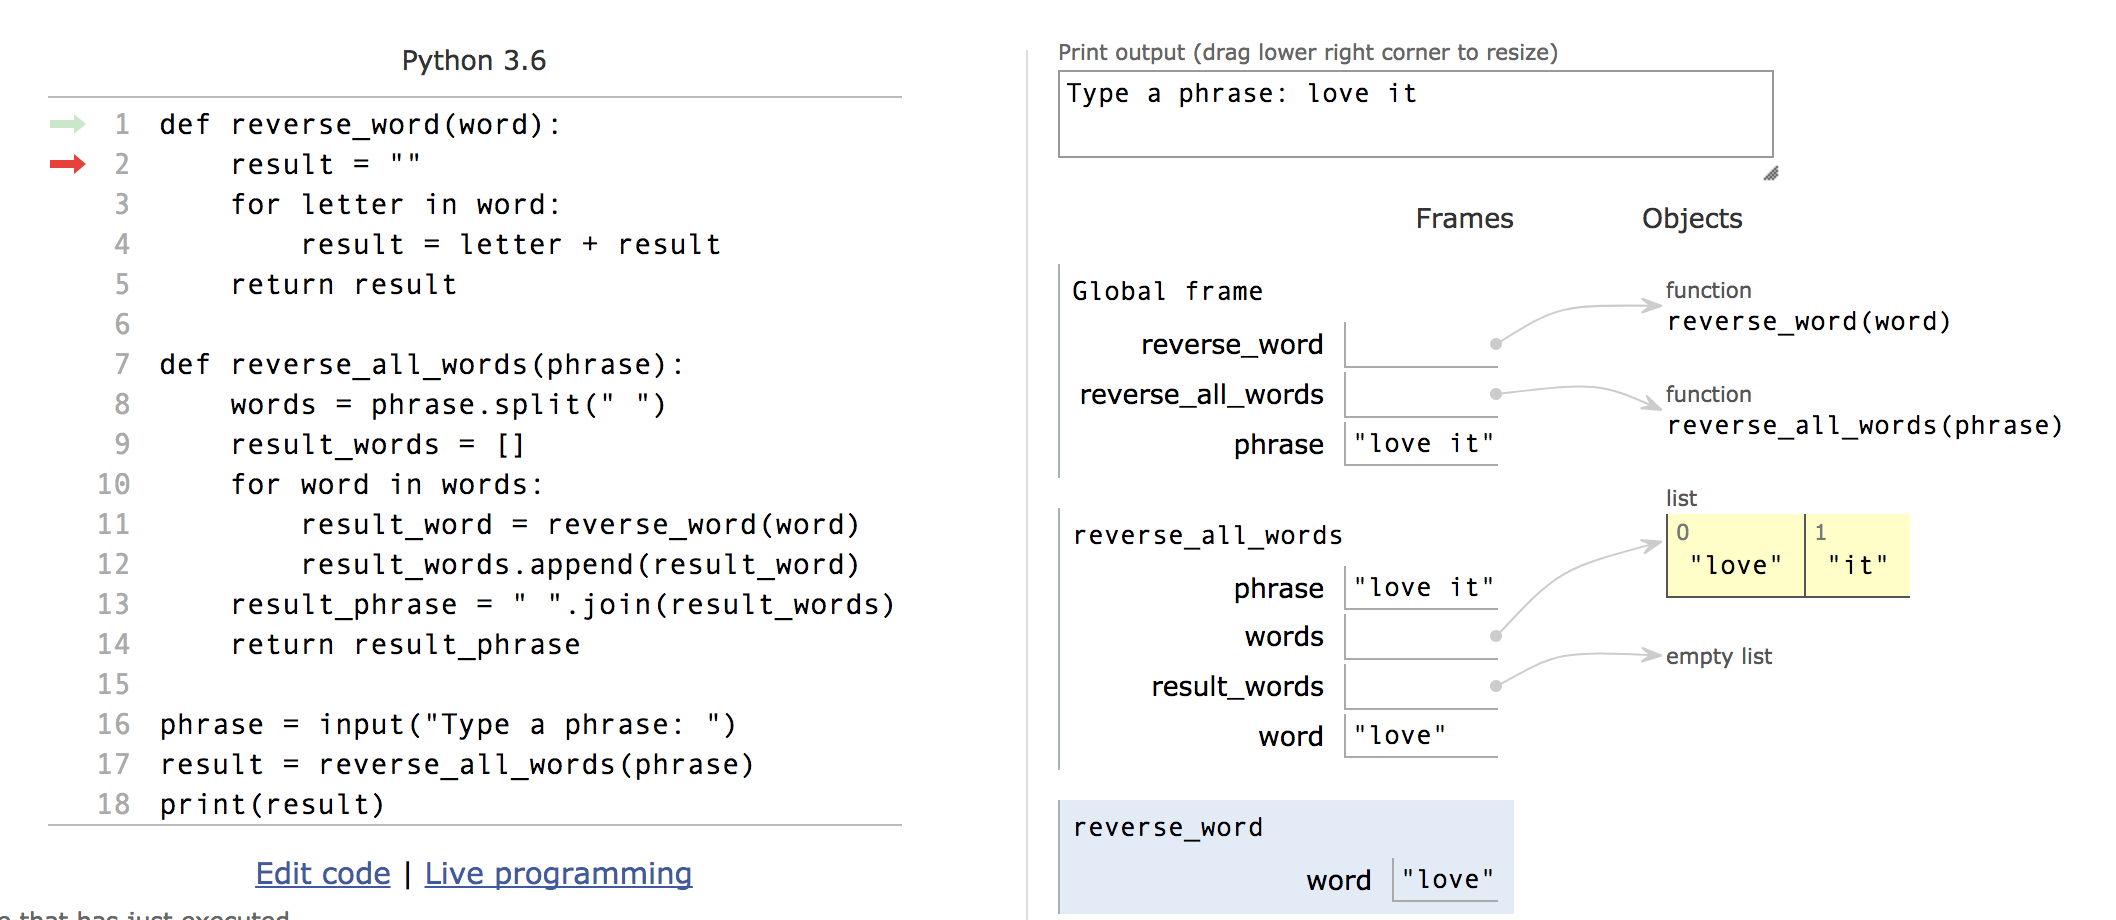 Python 3.6
1 def reverse_word(word):
2     result = ""
3     for letter in word:
4         result = letter + result
5     return result
6
7 def reverse_all_words(phrase):
8     words = phrase.split(" ")
9     result_words = []
10     for word in words:
11         result_word = reverse_word(word)
12         result_words.append(result_word)
13     result_phrase = " ".join(result_words)
14     return result_phrase
15
16 phrase = input("Type a phrase: ")
17 result = reverse_all_words(phrase)
18 print(result)
Edit code | Live programming
that has just executed
Print output (drag lower right corner to resize)
Type a phrase: love it
Frames Objects
Global frame
reverse_word
reverse_all_words
phrase "love it"
function
reverse_word(word)
function
reverse_all_words(phrase)
list
0 1
"love" "it"
empty list
reverse_all_words
phrase "love it"
words
result_words
word "love"
reverse_word
word "love"